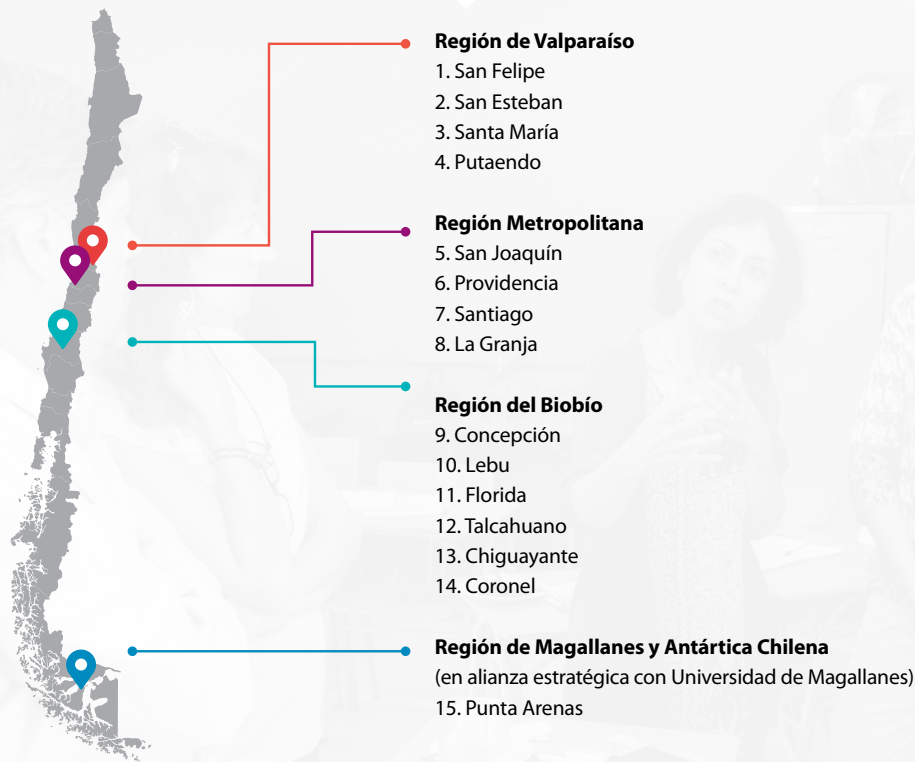 Región de Valparaíso
1. San Felipe
2. San Esteban
3. Santa María
4. Putaendo
Región Metropolitana
5. San Joaquín
6. Providencia
7. Santiago
8. La Granja
Región del Biobío
9. Concepción
10. Lebu
11. Florida
12. Talcahuano
13. Chiguayante
14. Coronel
Región de Magallanes y Antártica Chilena
(en alianza estratégica con Universidad de Magallanes)
15. Punta Arenas